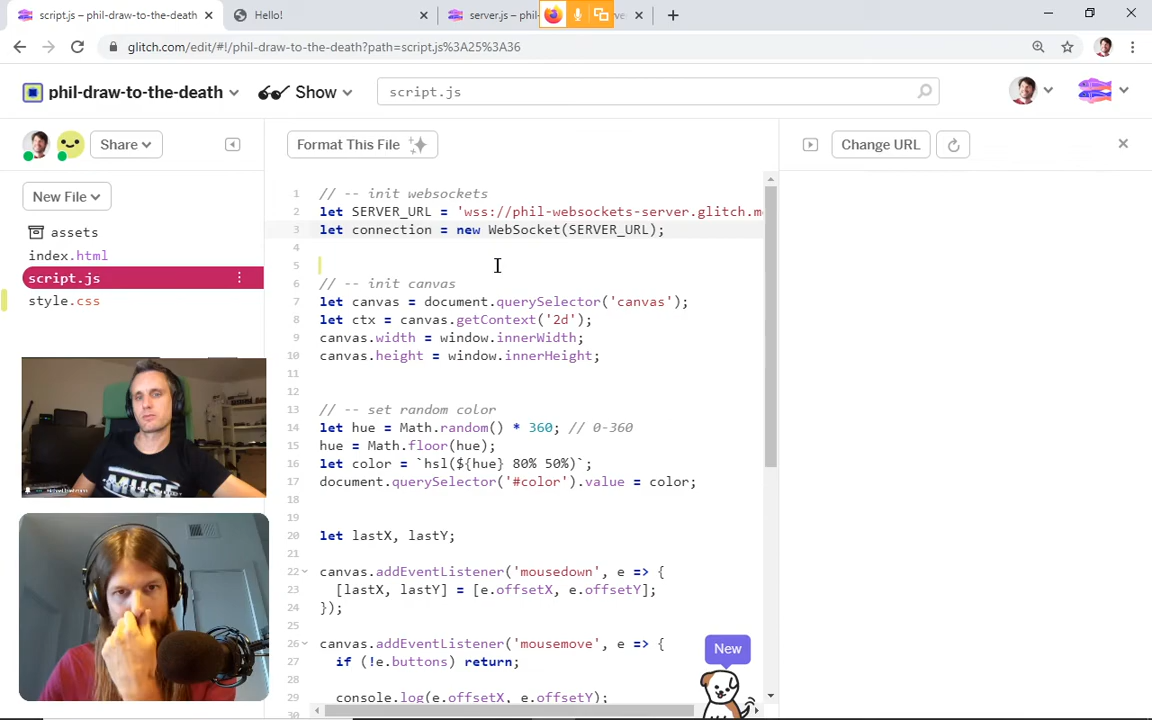 script.js – phil-draw-to-the-death
Hello!
server.js – phil-
glitch.com/edit/#!/phil-draw-to-the-death?path=script.js%3A25%3A36
phil-draw-to-the-death
Show
script.js
Share
Format This File
Change URL
New File
assets
index.html
script.js
style.css
1 // -- init websockets
2 let SERVER_URL = 'wss://phil-websockets-server.glitch.m
3 let connection = new WebSocket(SERVER_URL);
4
5
6 // -- init canvas
7 let canvas = document.querySelector('canvas');
8 let ctx = canvas.getContext('2d');
9 canvas.width = window.innerWidth;
10 canvas.height = window.innerHeight;
11
12
13 // -- set random color
14 let hue = Math.random() * 360; // 0-360
15 hue = Math.floor(hue);
16 let color = `hsl(${hue} 80% 50%)`;
17 document.querySelector('#color').value = color;
18
19
20 let lastX, lastY;
21
22 canvas.addEventListener('mousedown', e => {
23 [lastX, lastY] = [e.offsetX, e.offsetY];
24 });
25
26 canvas.addEventListener('mousemove', e => {
27 if (!e.buttons) return;
28
29 console.log(e.offsetX, e.offsetY);
30
New
MUSE